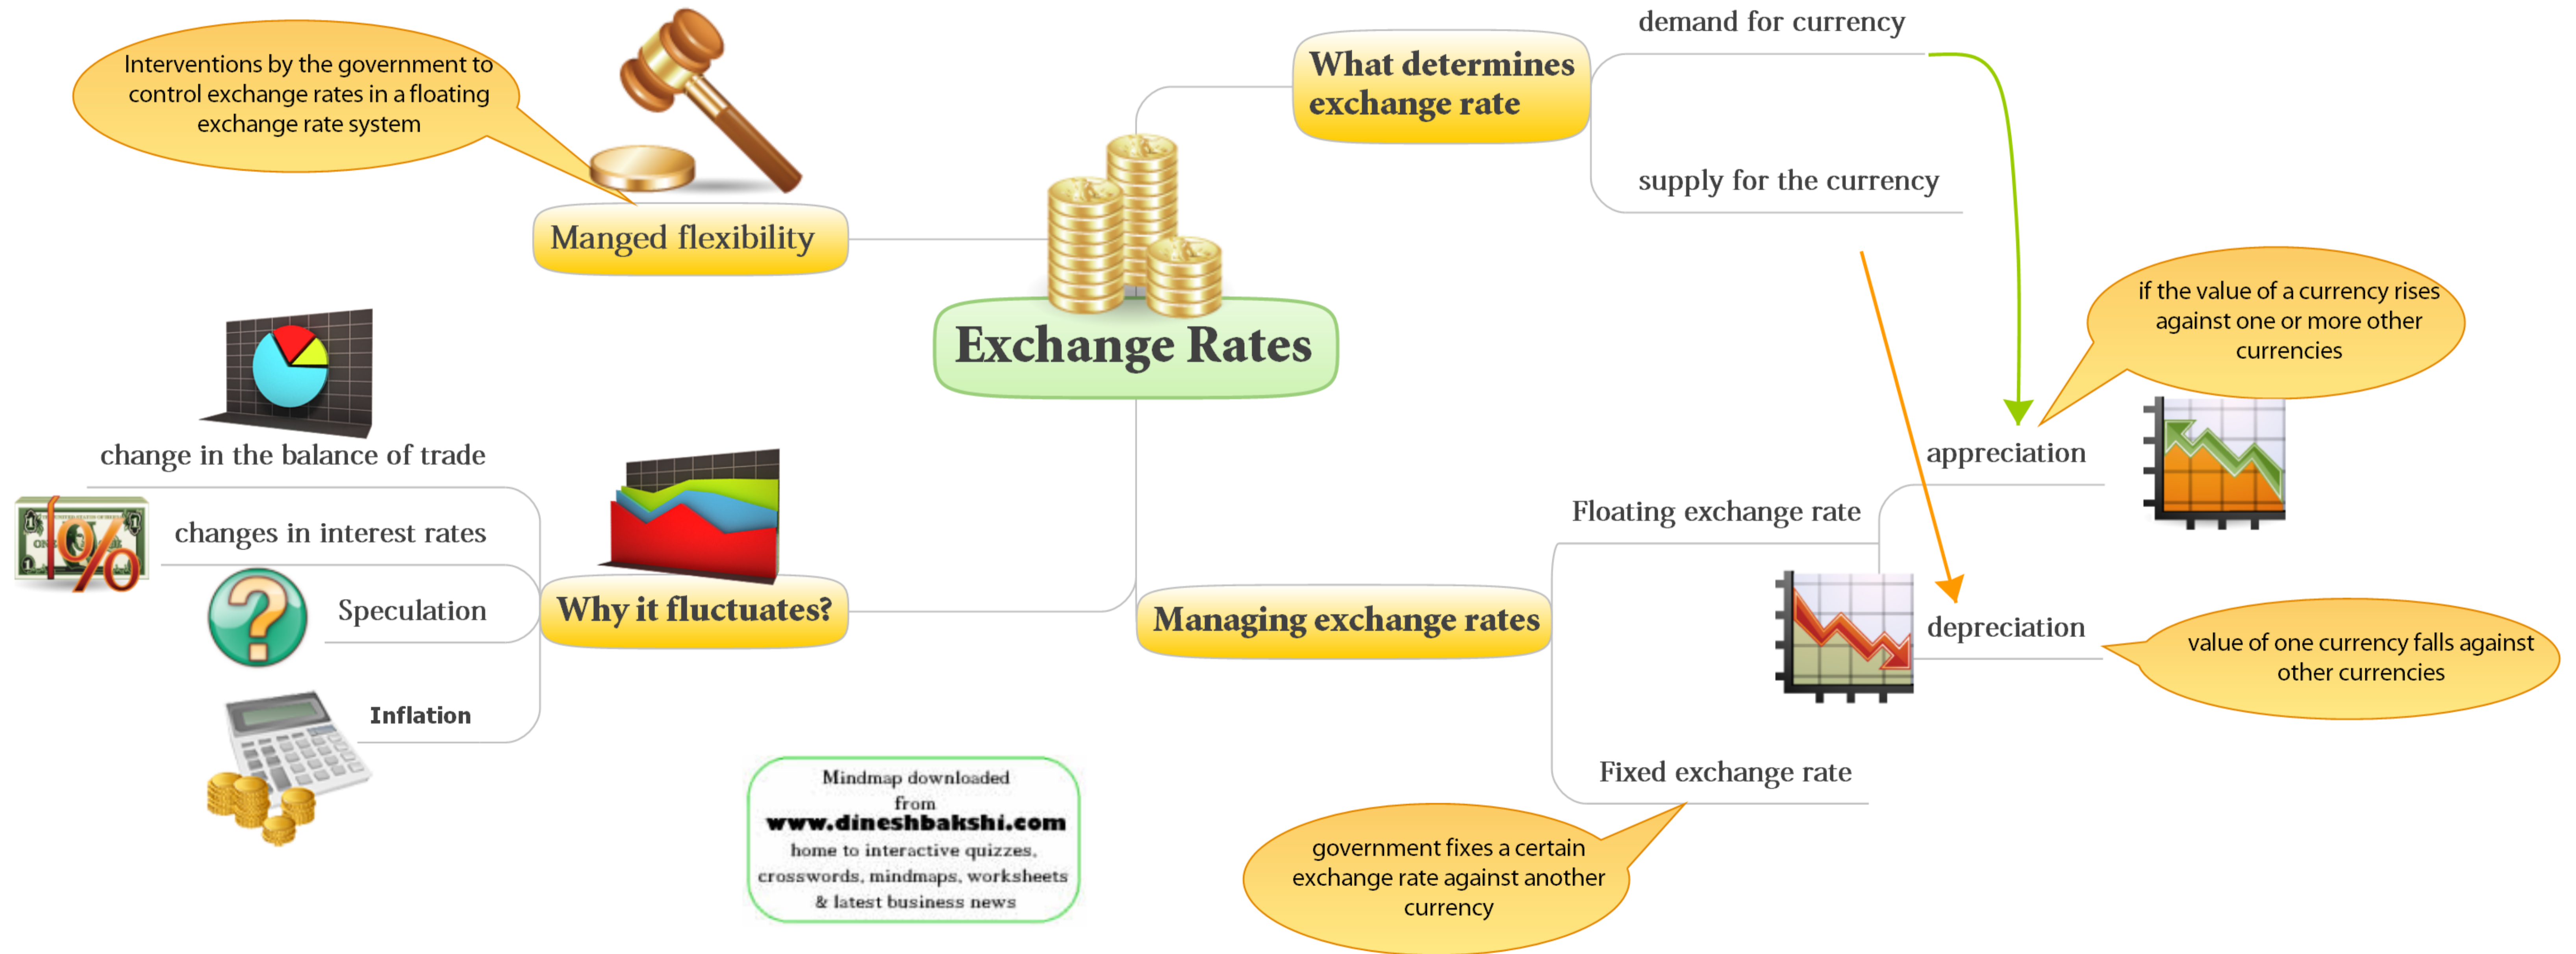 Interventions by the government to
control exchange rates in a floating
exchange rate system
Manged flexibility
Exchange Rates
What determines
exchange rate
demand for currency
supply for the currency
if the value of a currency rises
against one or more other
currencies
appreciation
Floating exchange rate
depreciation
value of one currency falls against
other currencies
Managing exchange rates
Fixed exchange rate
government fixes a certain
exchange rate against another
currency
Why it fluctuates?
change in the balance of trade
changes in interest rates
%
Speculation
?
Inflation
Mindmap downloaded
from
www.dineshbakshi.com
home to interactive quizzes,
crosswords, mindmaps, worksheets
& latest business news